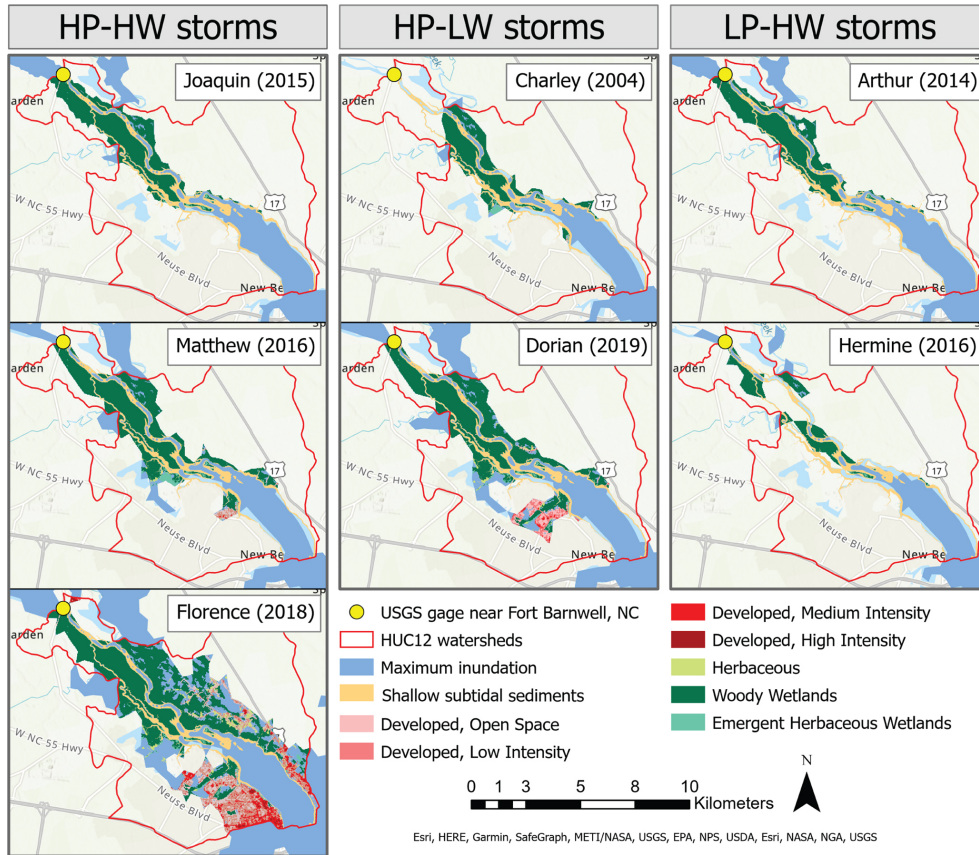 HP-HW storms
HP-LW storms
LP-HW storms
Joaquin (2015)
arden
W NC 55 Hwy
17
Neuse Blvd
New Be
Charley (2004)
W NC 55 Hwy
17
Neuse Blvd
New Be
Arthur (2014)
arden
W NC 55 Hwy
17
Neuse Blvd
New Be
Matthew (2016)
arden
W NC 55 Hwy
17
Neuse Blvd
New Be
Dorian (2019)
arden
W NC 55 Hwy
17
Neuse Blvd
New Be
Hermine (2016)
arden
W NC 55 Hwy
17
Neuse Blvd
New Be
Florence (2018)
arden
W NC 55 Hwy
Neuse Blvd
USGS gage near Fort Barnwell, NC
HUC12 watersheds
Maximum inundation
Shallow subtidal sediments
Developed, Open Space
Developed, Low Intensity
Developed, Medium Intensity
Developed, High Intensity
Herbaceous
Woody Wetlands
Emergent Herbaceous Wetlands
N
0 1 3 5 8 10
Kilometers
Esri, HERE, Garmin, SafeGraph, METI/NASA, USGS, EPA, NPS, USDA, Esri, NASA, NGA, USGS